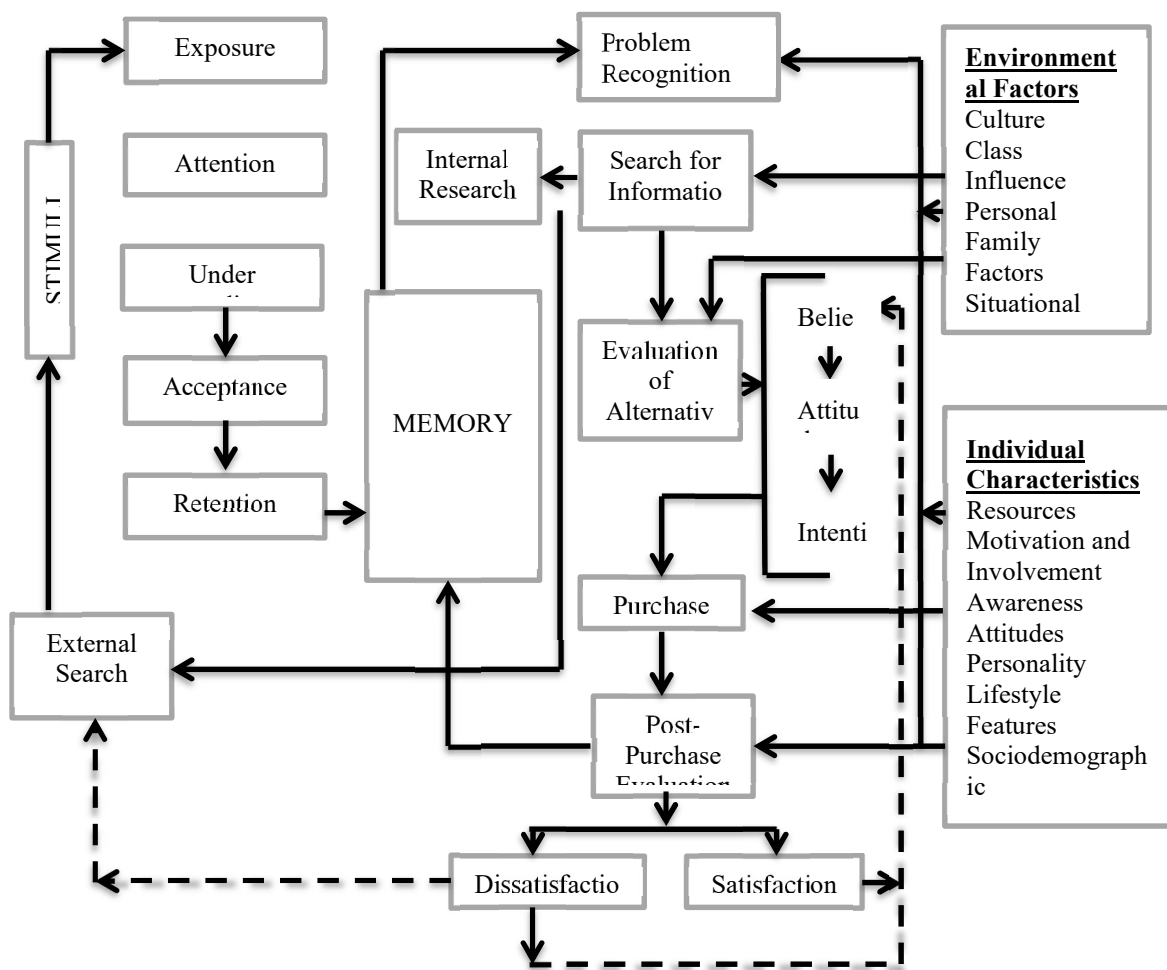 Exposure
Attention
Under
Acceptance
Retention
STIMULI
External
Search
MEMORY
Internal
Research
Problem
Recognition
Search for
Informatio
Evaluation
of
Alternativ
Belie
Attitu
Intenti
Purchase
Post-
Purchase
Evaluation
Dissatisfactio
Satisfaction
Environment
al Factors
Culture
Class
Influence
Personal
Family
Factors
Situational
Individual
Characteristics
Resources
Motivation and
Involvement
Awareness
Attitudes
Personality
Lifestyle
Features
Sociodemograph
ic